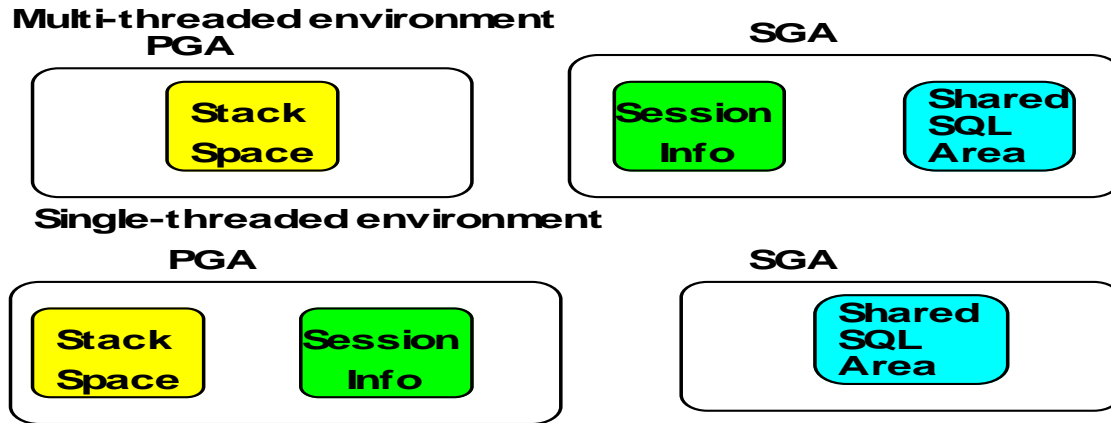 Multi-threaded environment
PGA
SGA
Stack
Space
Session
Info
Shared
SQL
Area
Single-threaded environment
PGA
SGA
Stack
Space
Session
Info
Shared
SQL
Area